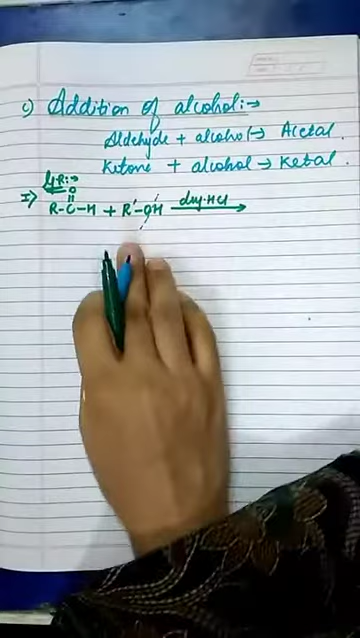 c) Addition of alcohol:→
Aldehyde + alcohol → Acetal.
Ketone + alcohol → Ketal.
G.R:→
I) R-C-H + R'-OH dry·HCl →
O